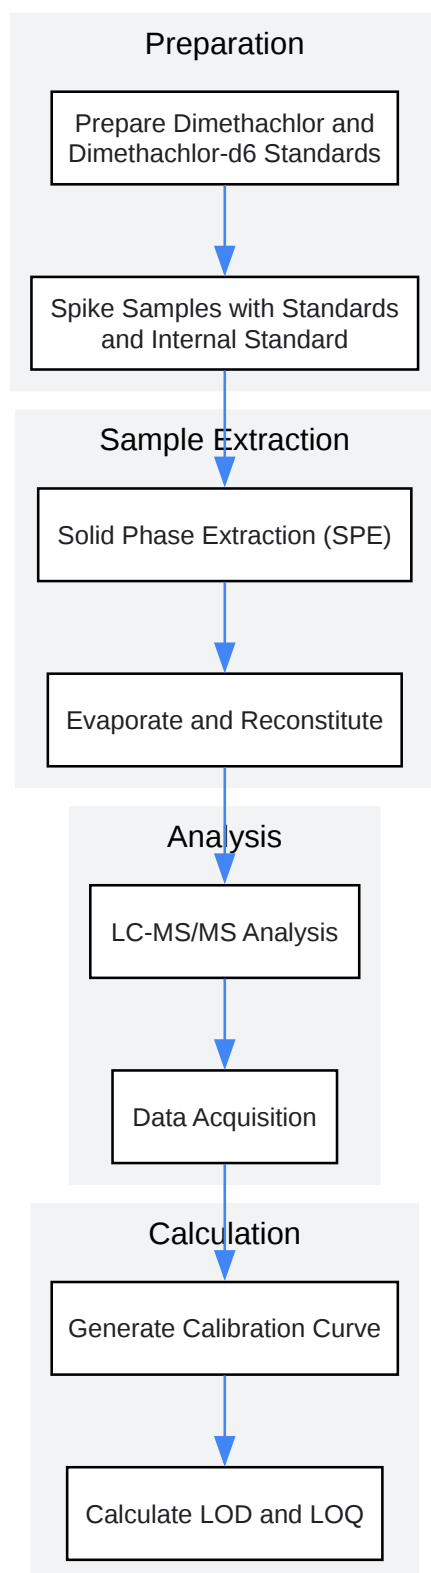 Preparation
Prepare Dimethachlor and
Dimethachlor-d6 Standards
Spike Samples with Standards
and Internal Standard
Sample Extraction
Solid Phase Extraction (SPE)
Evaporate and Reconstitute
Analysis
LC-MS/MS Analysis
Data Acquisition
Calculation
Generate Calibration Curve
Calculate LOD and LOQ